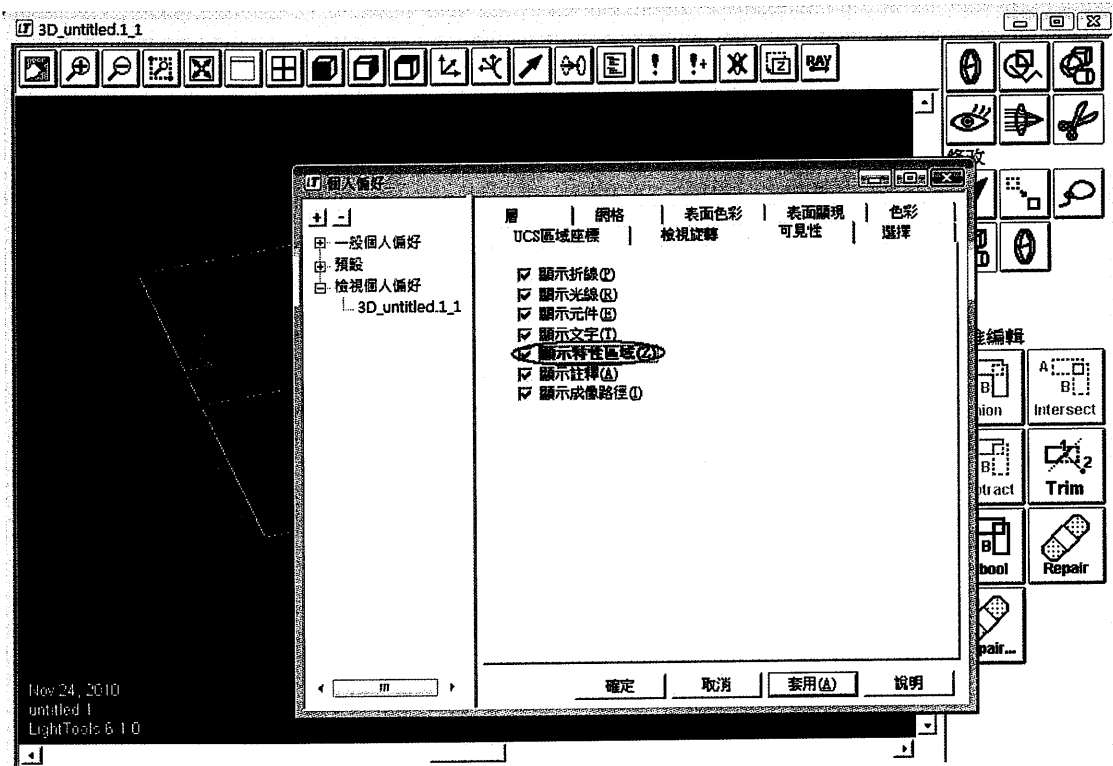 3D_untitled.1_1
RAY
修改
個人偏好
+ -
一般個人偏好
預設
檢視個人偏好
3D_untitled.1_1
層 | 網格 | 表面色彩 | 表面顯現 | 色彩
UCS區域座標 | 檢視旋轉 | 可見性 | 選擇
顯示折線(P)
顯示光線(R)
顯示元件(E)
顯示文字(T)
顯示特性區域(Z)
顯示註釋(A)
顯示成像路徑(I)
確定 取消 套用(A) 說明
編輯
A B
Intersect
Trim
Repair
Nov 24, 2010
untitled.1
LightTools 6.1.0